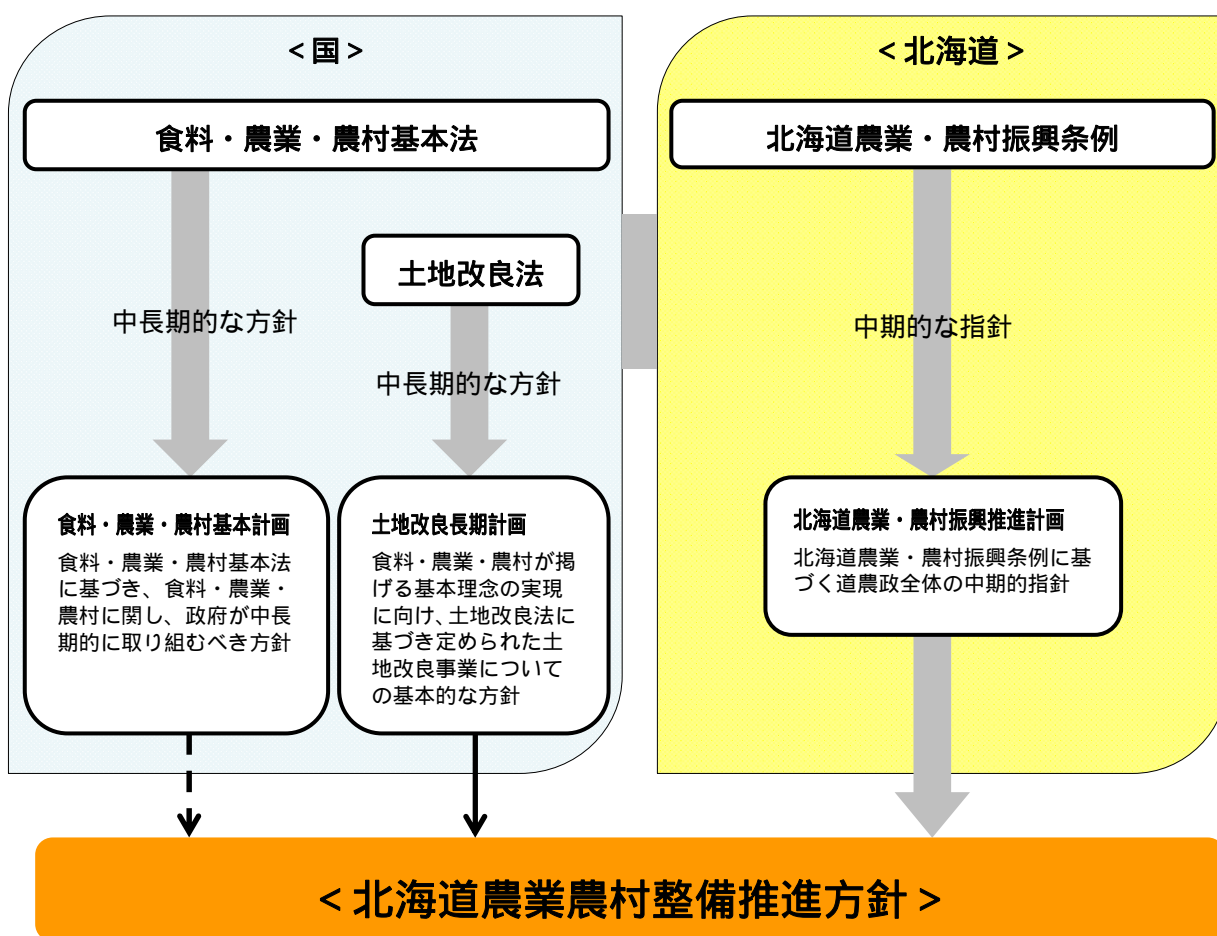 ＜国＞
食料・農業・農村基本法
土地改良法
中長期的な方針
中長期的な方針
食料・農業・農村基本計画
食料・農業・農村基本法
に基づき、食料・農業・
農村に関し、政府が中長
期的に取り組むべき方針
土地改良長期計画
食料・農業・農村が掲
げる基本理念の実現
に向け、土地改良法に
基づき定められた土
地改良事業について
の基本的な方針
＜北海道＞
北海道農業・農村振興条例
中期的な指針
北海道農業・農村振興推進計画
北海道農業・農村振興条例に基
づく道農政全体の中期的指針
＜北海道農業農村整備推進方針＞